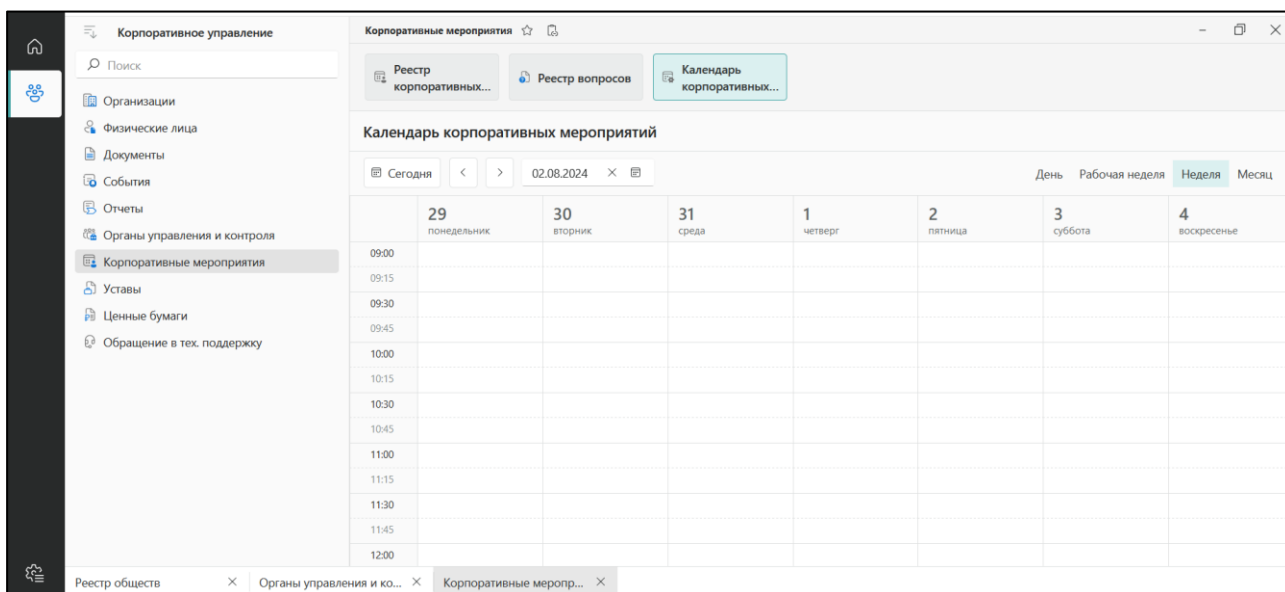 Корпоративное управление
Поиск
Организации
Физические лица
Документы
События
Отчеты
Органы управления и контроля
Корпоративные мероприятия
Уставы
Ценные бумаги
Обращение в тех. поддержку
Корпоративные мероприятия
Реестр
корпоративных...
Реестр вопросов
Календарь
корпоративных...
Календарь корпоративных мероприятий
Сегодня < > 02.08.2024 День Рабочая неделя Неделя Месяц
29 30 31 1 2 3 4
понедельник вторник среда четверг пятница суббота воскресенье
09:00
09:15
09:30
09:45
10:00
10:15
10:30
10:45
11:00
11:15
11:30
11:45
12:00
Реестр обществ Органы управления и ко... Корпоративные меропр...